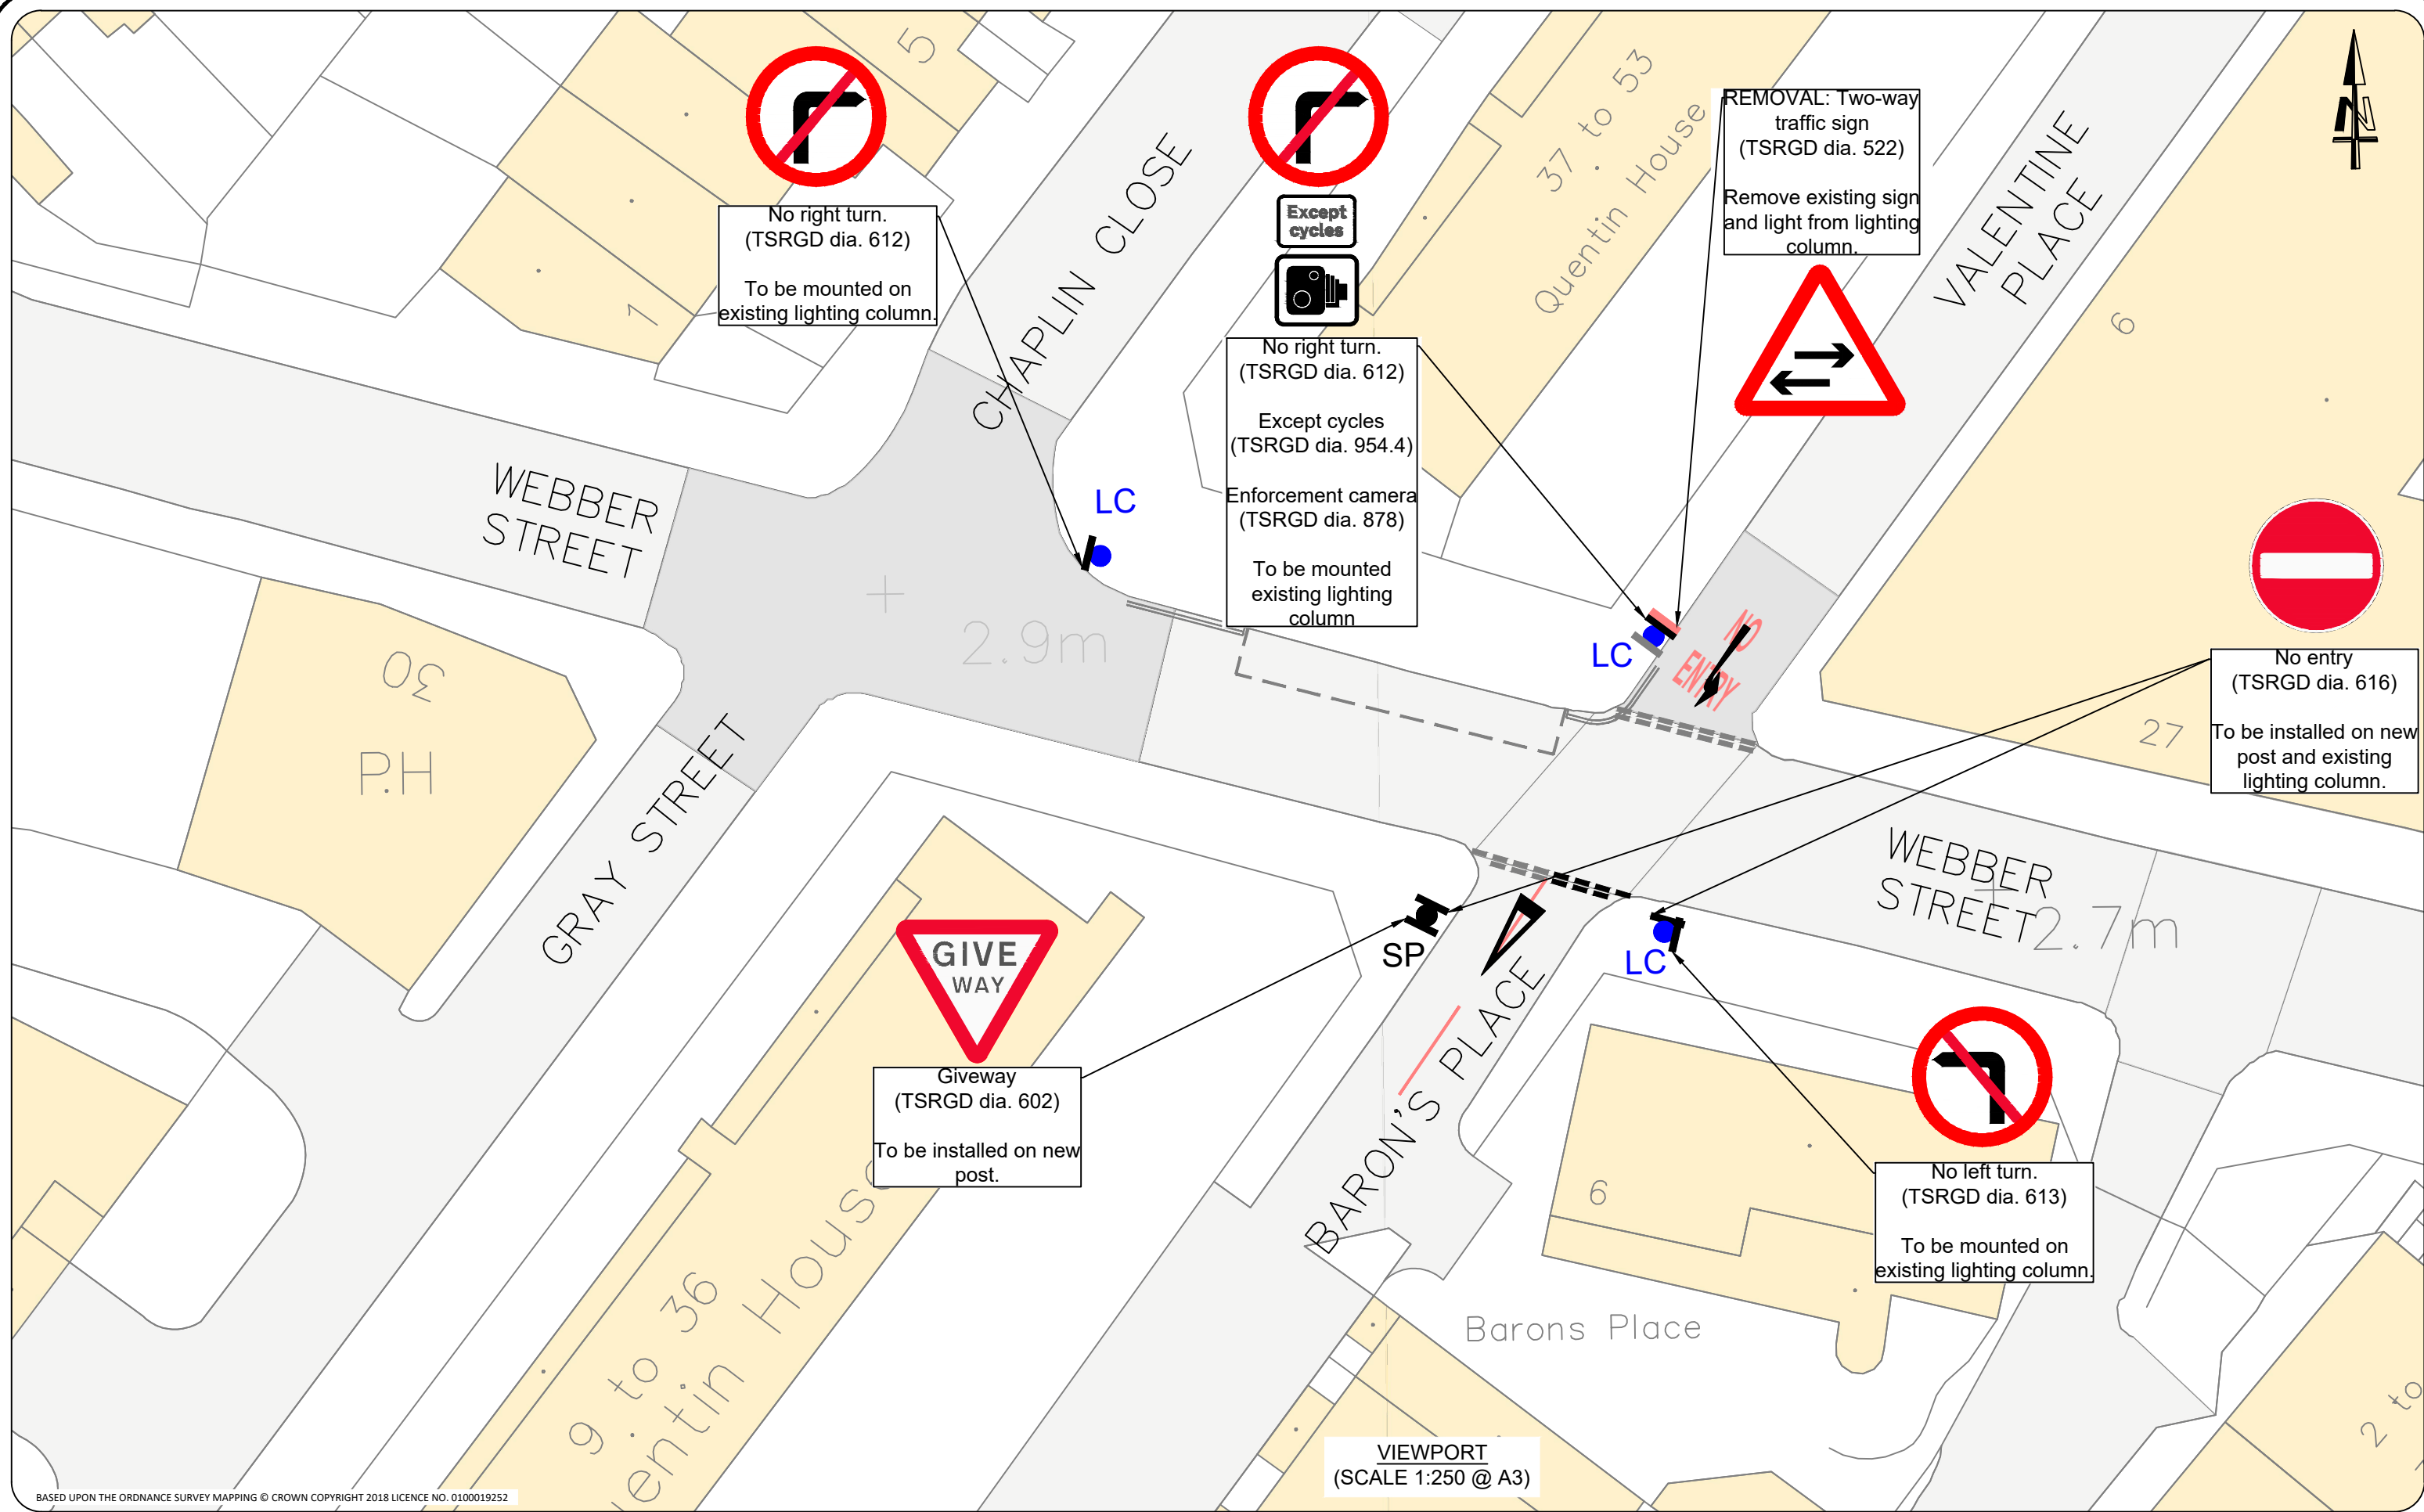 5
No right turn.
(TSRGD dia. 612)
To be mounted on
existing lighting column.
1
CHAPLIN CLOSE
Except
cycles
No right turn.
(TSRGD dia. 612)
Except cycles
(TSRGD dia. 954.4)
Enforcement camera
(TSRGD dia. 878)
To be mounted
existing lighting
column
37 to 53
Quentin House
REMOVAL: Two-way
traffic sign
(TSRGD dia. 522)
Remove existing sign
and light from lighting
column.
VALENTINE
PLACE
N
6
WEBBER
STREET
LC
2.9m
LC
NO
ENTRY
No entry
(TSRGD dia. 616)
To be installed on new
post and existing
lighting column.
27
30
P.H
GRAY STREET
WEBBER
STREET
2.7m
SP
LC
GIVE
WAY
Giveway
(TSRGD dia. 602)
To be installed on new
post.
BARON'S PLACE
6
No left turn.
(TSRGD dia. 613)
To be mounted on
existing lighting column.
Barons Place
9 to 36
entin House
2 to
VIEWPORT
(SCALE 1:250 @ A3)
BASED UPON THE ORDNANCE SURVEY MAPPING © CROWN COPYRIGHT 2018 LICENCE NO. 0100019252